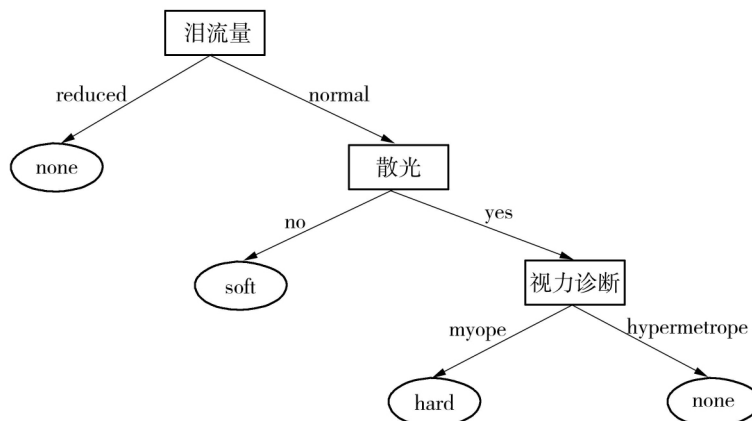 泪流量
reduced
normal
none
散光
no
yes
soft
视力诊断
myope
hypermetrope
hard
none